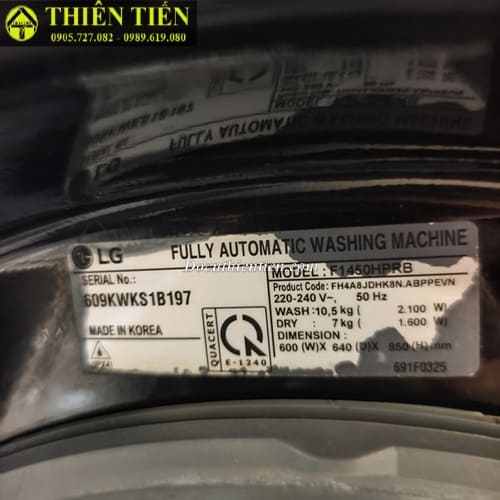 THIÊN TIẾN
0905.727.082 - 0989.619.080
LG FULLY AUTOMATIC WASHING MACHINE
SERIAL No.:
609KWKS1B197
MADE IN KOREA
QUACERT
E-1240
MODEL : F1450HPRB
Product Code: FH4A8JDHK8N.ABPPEVN
220-240 V~, 50 Hz
WASH : 10,5 kg ( 2.100 W)
DRY : 7 kg ( 1.600 W)
DIMENSION :
600 (W)X 640 (D)X 850 (H) mm
691F0325